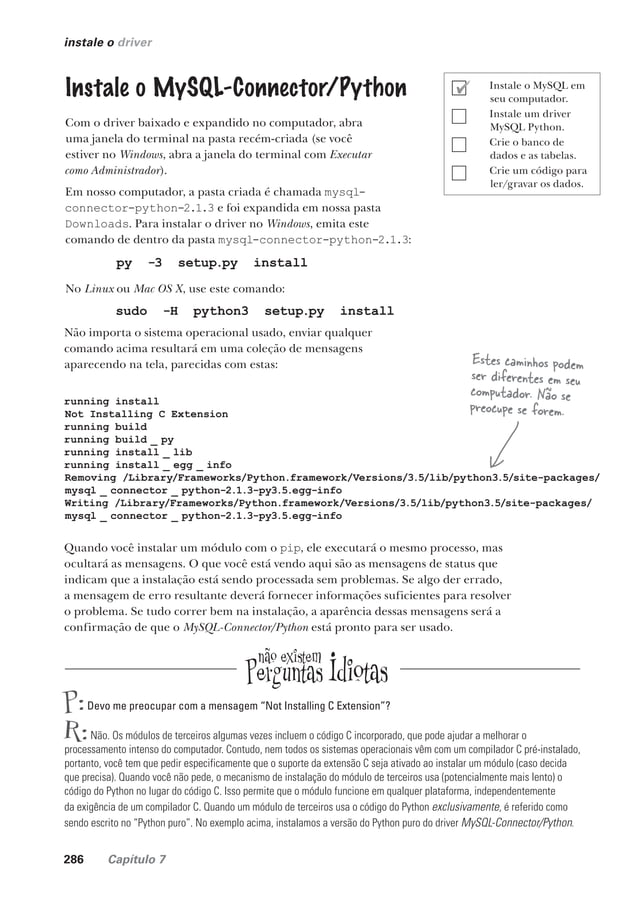 instale o driver
Instale o MySQL-Connector/Python
Com o driver baixado e expandido no computador, abra
uma janela do terminal na pasta recém-criada (se você
estiver no Windows, abra a janela do terminal com Executar
como Administrador).
Em nosso computador, a pasta criada é chamada mysql-
connector-python-2.1.3 e foi expandida em nossa pasta
Downloads. Para instalar o driver no Windows, emita este
comando de dentro da pasta mysql-connector-python-2.1.3:
py -3 setup.py install
No Linux ou Mac OS X, use este comando:
sudo -H python3 setup.py install
Não importa o sistema operacional usado, enviar qualquer
comando acima resultará em uma coleção de mensagens
aparecendo na tela, parecidas com estas:
Instale o MySQL em
seu computador.
Instale um driver
MySQL Python.
Crie o banco de
dados e as tabelas.
Crie um código para
ler/gravar os dados.
Estes caminhos podem
ser diferentes em seu
computador. Não se
preocupe se forem.
running install
Not Installing C Extension
running build
running build _ py
running install _ lib
running install _ egg _ info
Removing /Library/Frameworks/Python.framework/Versions/3.5/lib/python3.5/site-packages/
mysql _ connector _ python-2.1.3-py3.5.egg-info
Writing /Library/Frameworks/Python.framework/Versions/3.5/lib/python3.5/site-packages/
mysql _ connector _ python-2.1.3-py3.5.egg-info
Quando você instalar um módulo com o pip, ele executará o mesmo processo, mas
ocultará as mensagens. O que você está vendo aqui são as mensagens de status que
indicam que a instalação está sendo processada sem problemas. Se algo der errado,
a mensagem de erro resultante deverá fornecer informações suficientes para resolver
o problema. Se tudo correr bem na instalação, a aparência dessas mensagens será a
confirmação de que o MySQL-Connector/Python está pronto para ser usado.
não existem
Perguntas Idiotas
P: Devo me preocupar com a mensagem “Not Installing C Extension”?
R: Não. Os módulos de terceiros algumas vezes incluem o código C incorporado, que pode ajudar a melhorar o
processamento intenso do computador. Contudo, nem todos os sistemas operacionais vêm com um compilador C pré-instalado,
portanto, você tem que pedir especificamente que o suporte da extensão C seja ativado ao instalar um módulo (caso decida
que precisa). Quando você não pede, o mecanismo de instalação do módulo de terceiros usa (potencialmente mais lento) o
código do Python no lugar do código C. Isso permite que o módulo funcione em qualquer plataforma, independentemente
da exigência de um compilador C. Quando um módulo de terceiros usa o código do Python exclusivamente, é referido como
sendo escrito no “Python puro”. No exemplo acima, instalamos a versão do Python puro do driver MySQL-Connector/Python.
286 Capítulo 7